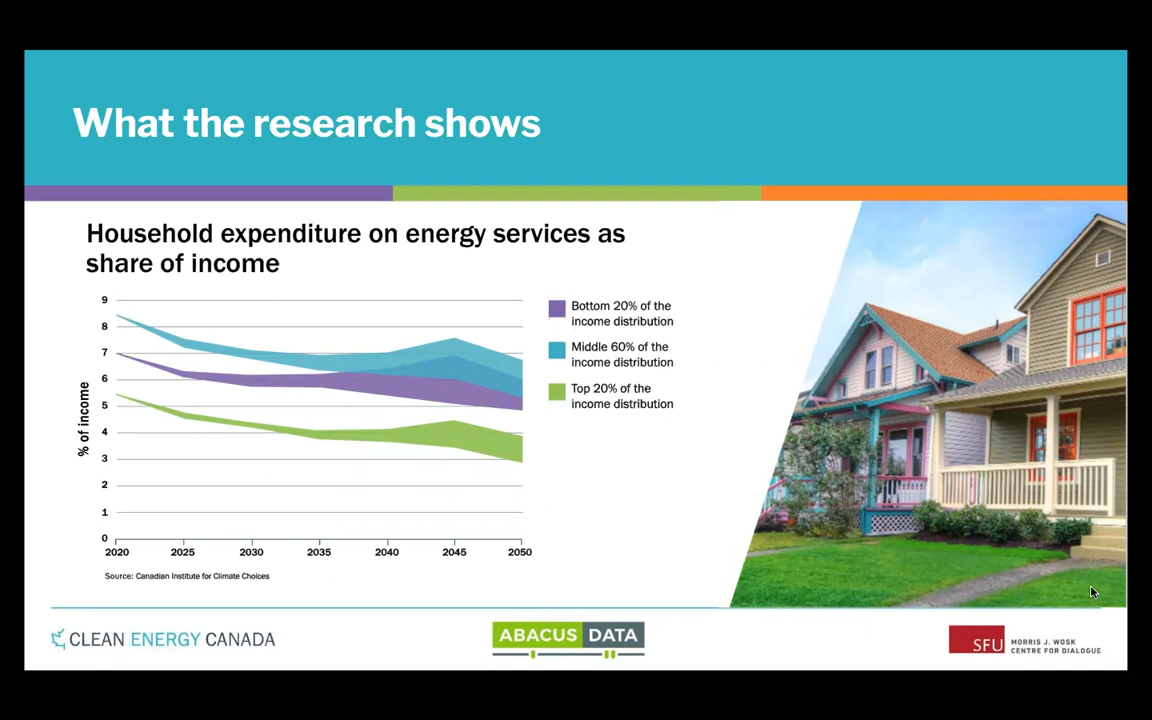 What the research shows
Household expenditure on energy services as
share of income
% of income
9
8
7
6
5
4
3
2
1
0
2020 2025 2030 2035 2040 2045 2050
Bottom 20% of the
income distribution
Middle 60% of the
income distribution
Top 20% of the
income distribution
Source: Canadian Institute for Climate Choices
CLEAN ENERGY CANADA
ABACUS DATA
SFU
MORRIS J. WOSK
CENTRE FOR DIALOGUE